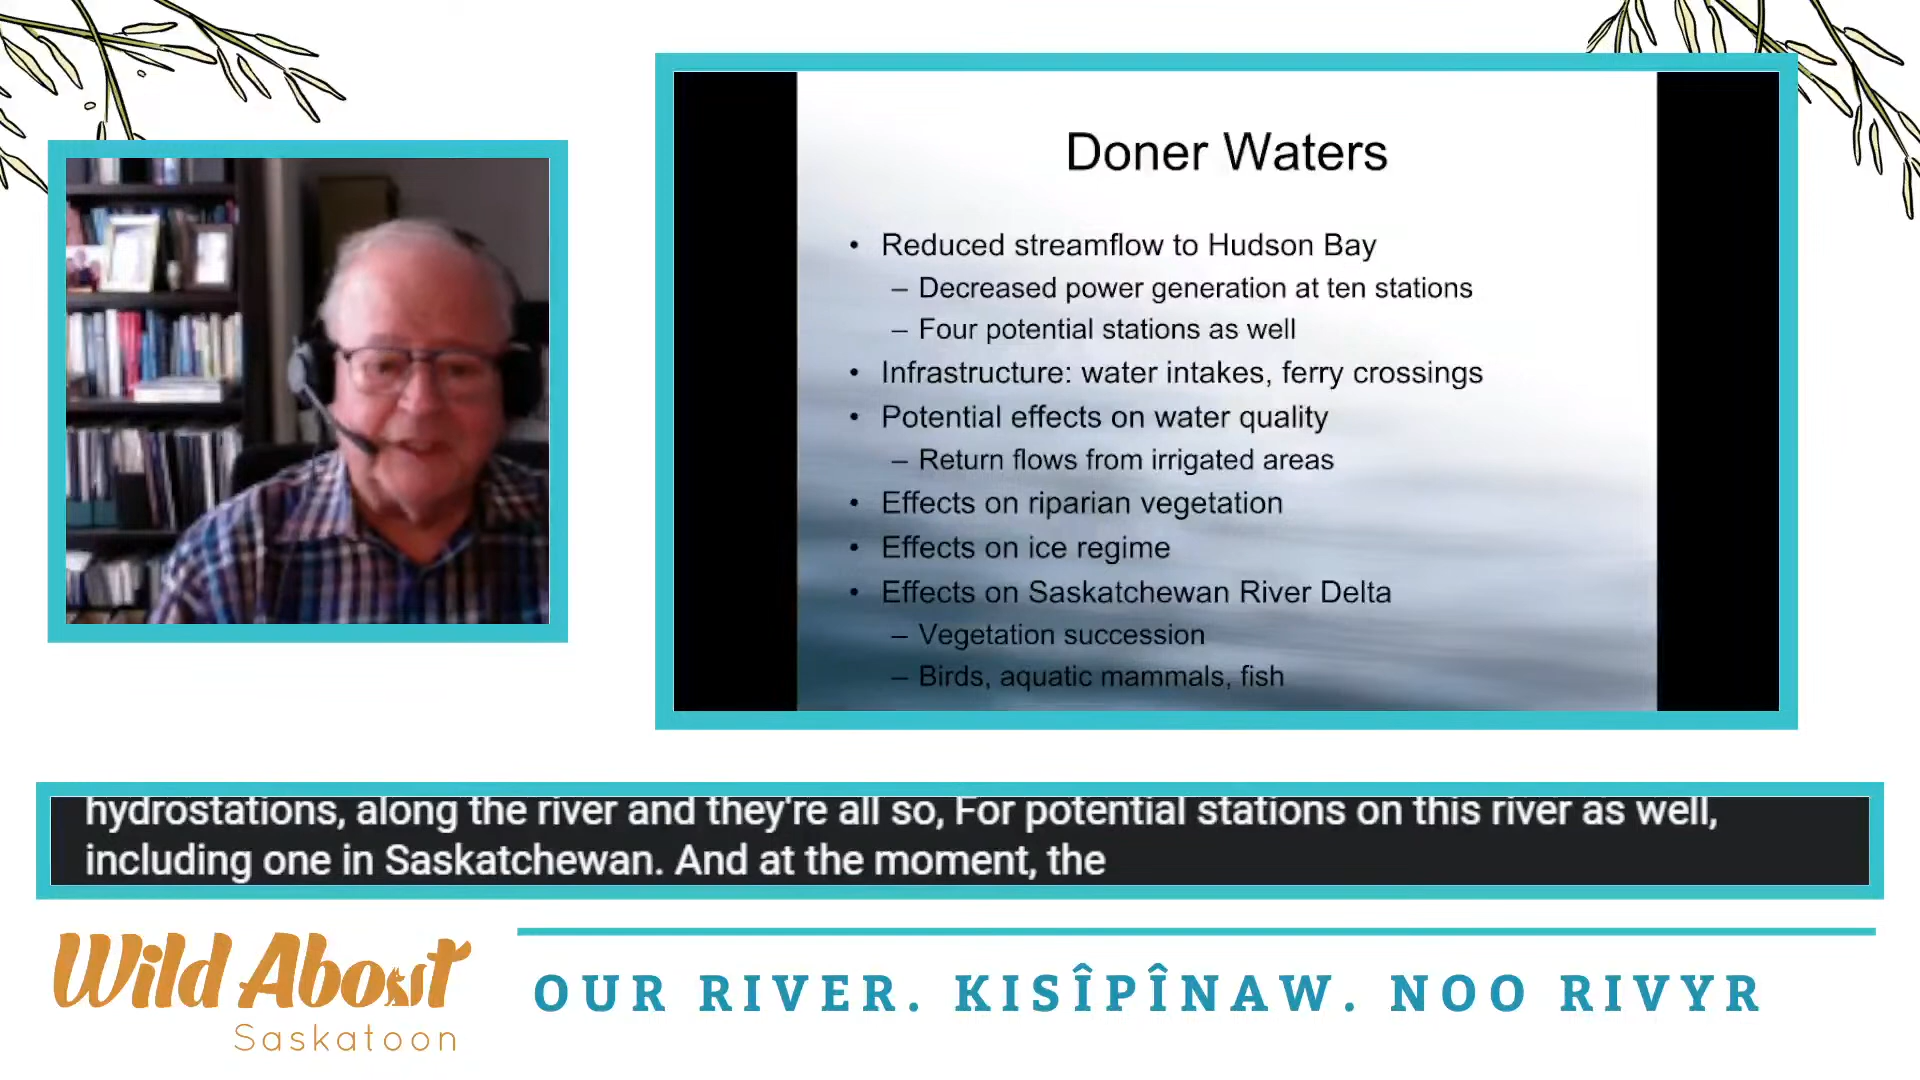 Doner Waters
• Reduced streamflow to Hudson Bay
– Decreased power generation at ten stations
– Four potential stations as well
• Infrastructure: water intakes, ferry crossings
• Potential effects on water quality
– Return flows from irrigated areas
• Effects on riparian vegetation
• Effects on ice regime
• Effects on Saskatchewan River Delta
– Vegetation succession
– Birds, aquatic mammals, fish
hydrostations, along the river and they're all so, For potential stations on this river as well,
including one in Saskatchewan. And at the moment, the
Wild About
Saskatoon
OUR RIVER. KISÎPÎNAW. NOO RIVYR